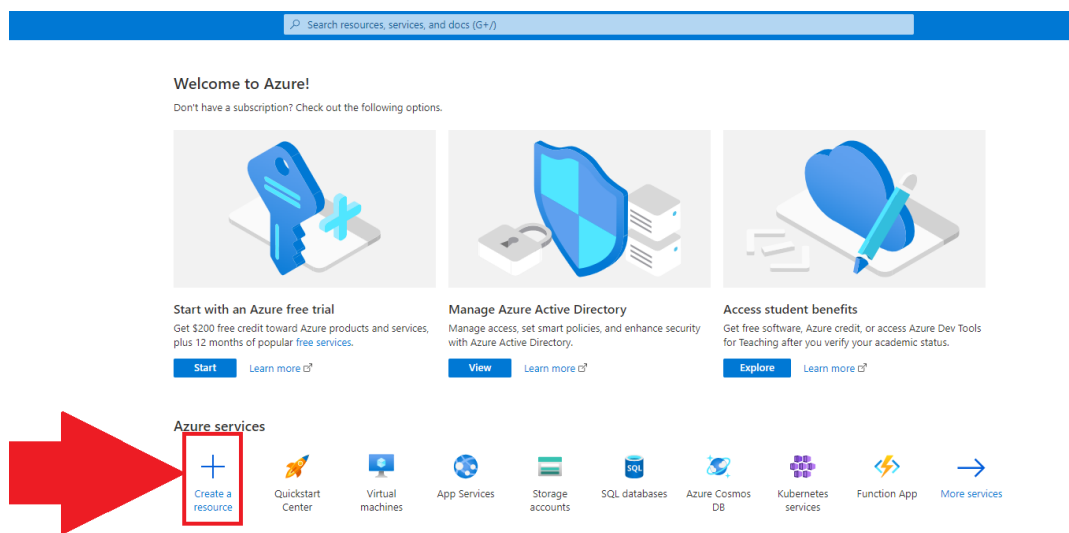 Search resources, services, and docs (G+/)
Welcome to Azure!
Don't have a subscription? Check out the following options.
Start with an Azure free trial
Get $200 free credit toward Azure products and services,
plus 12 months of popular free services.
Start Learn more
Manage Azure Active Directory
Manage access, set smart policies, and enhance security
with Azure Active Directory.
View Learn more
Access student benefits
Get free software, Azure credit, or access Azure Dev Tools
for Teaching after you verify your academic status.
Explore Learn more
Azure services
Create a
resource
Quickstart
Center
Virtual
machines
App Services
Storage
accounts
SQL
SQL databases
Azure Cosmos
DB
Kubernetes
services
Function App
More services